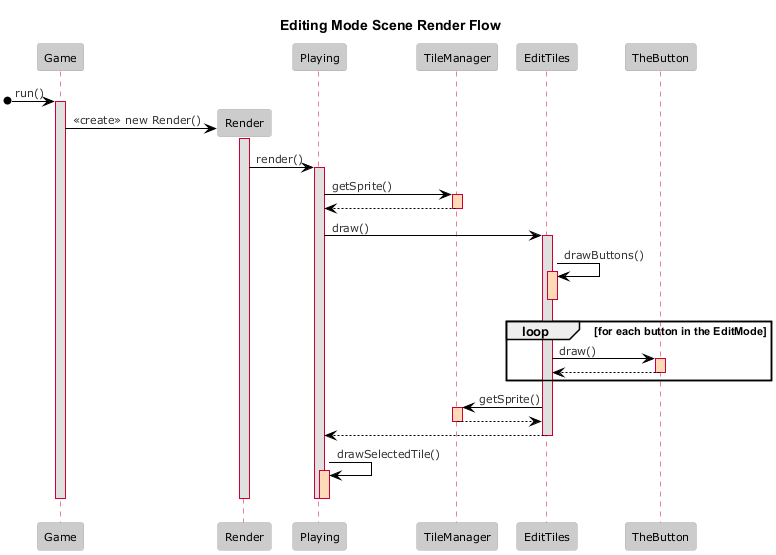 Editing Mode Scene Render Flow
Game
Playing
TileManager
EditTiles
TheButton
run()
«create» new Render()
Render
render()
getSprite()
draw()
drawButtons()
loop [for each button in the EditMode]
draw()
getSprite()
drawSelectedTile()
Game
Render
Playing
TileManager
EditTiles
TheButton